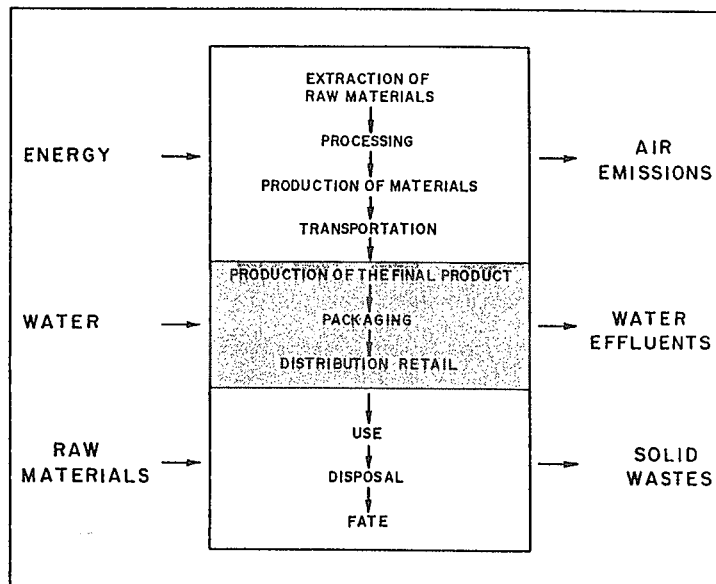 EXTRACTION OF
RAW MATERIALS
PROCESSING
PRODUCTION OF MATERIALS
TRANSPORTATION
ENERGY
AIR
EMISSIONS
PRODUCTION OF THE FINAL PRODUCT
PACKAGING
DISTRIBUTION RETAIL
WATER
WATER
EFFLUENTS
USE
DISPOSAL
FATE
RAW
MATERIALS
SOLID
WASTES